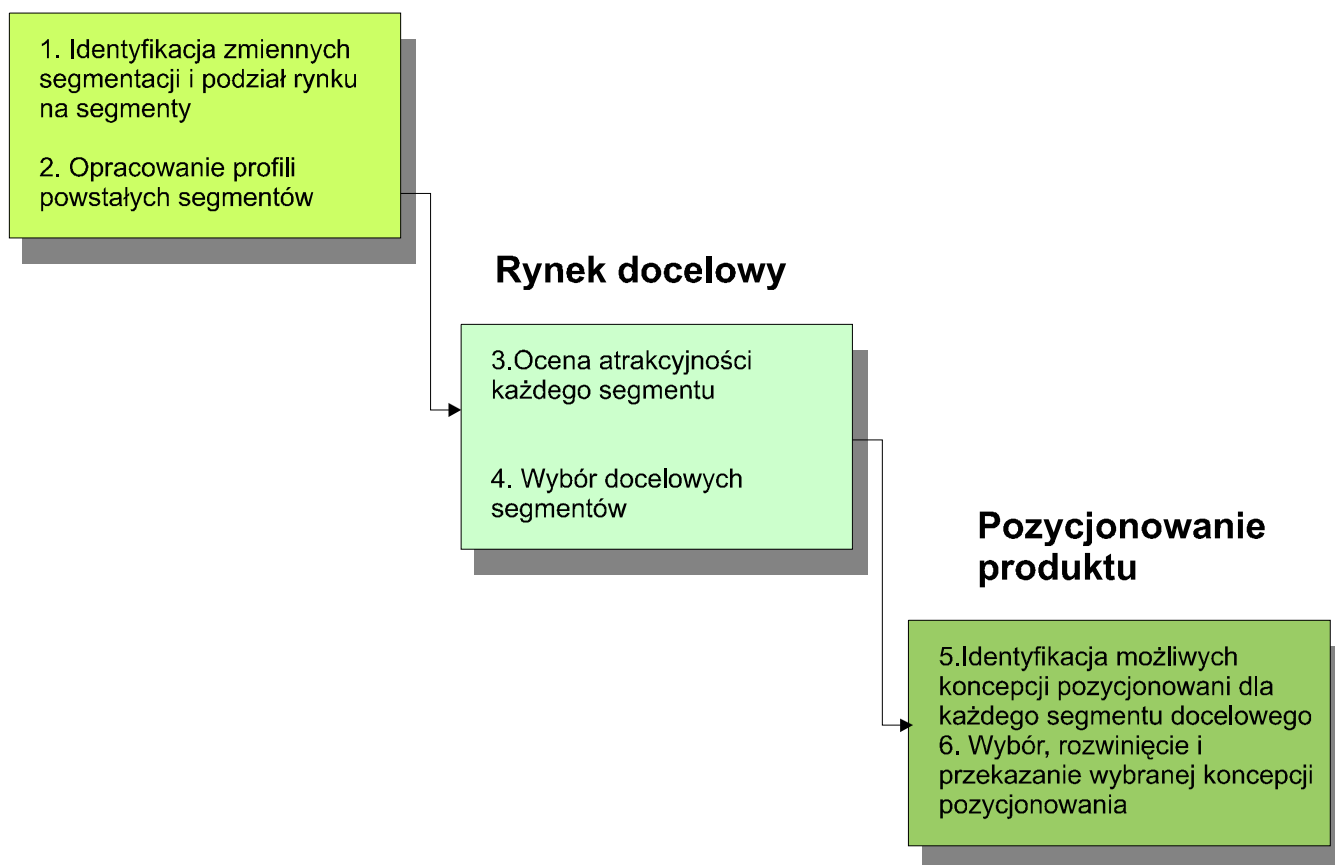 1. Identyfikacja zmiennych
segmentacji i podział rynku
na segmenty
2. Opracowanie profili
powstałych segmentów
Rynek docelowy
3.Ocena atrakcyjności
każdego segmentu
4. Wybór docelowych
segmentów
Pozycjonowanie
produktu
5.Identyfikacja możliwych
koncepcji pozycjonowani dla
każdego segmentu docelowego
6. Wybór, rozwinięcie i
przekazanie wybranej koncepcji
pozycjonowania